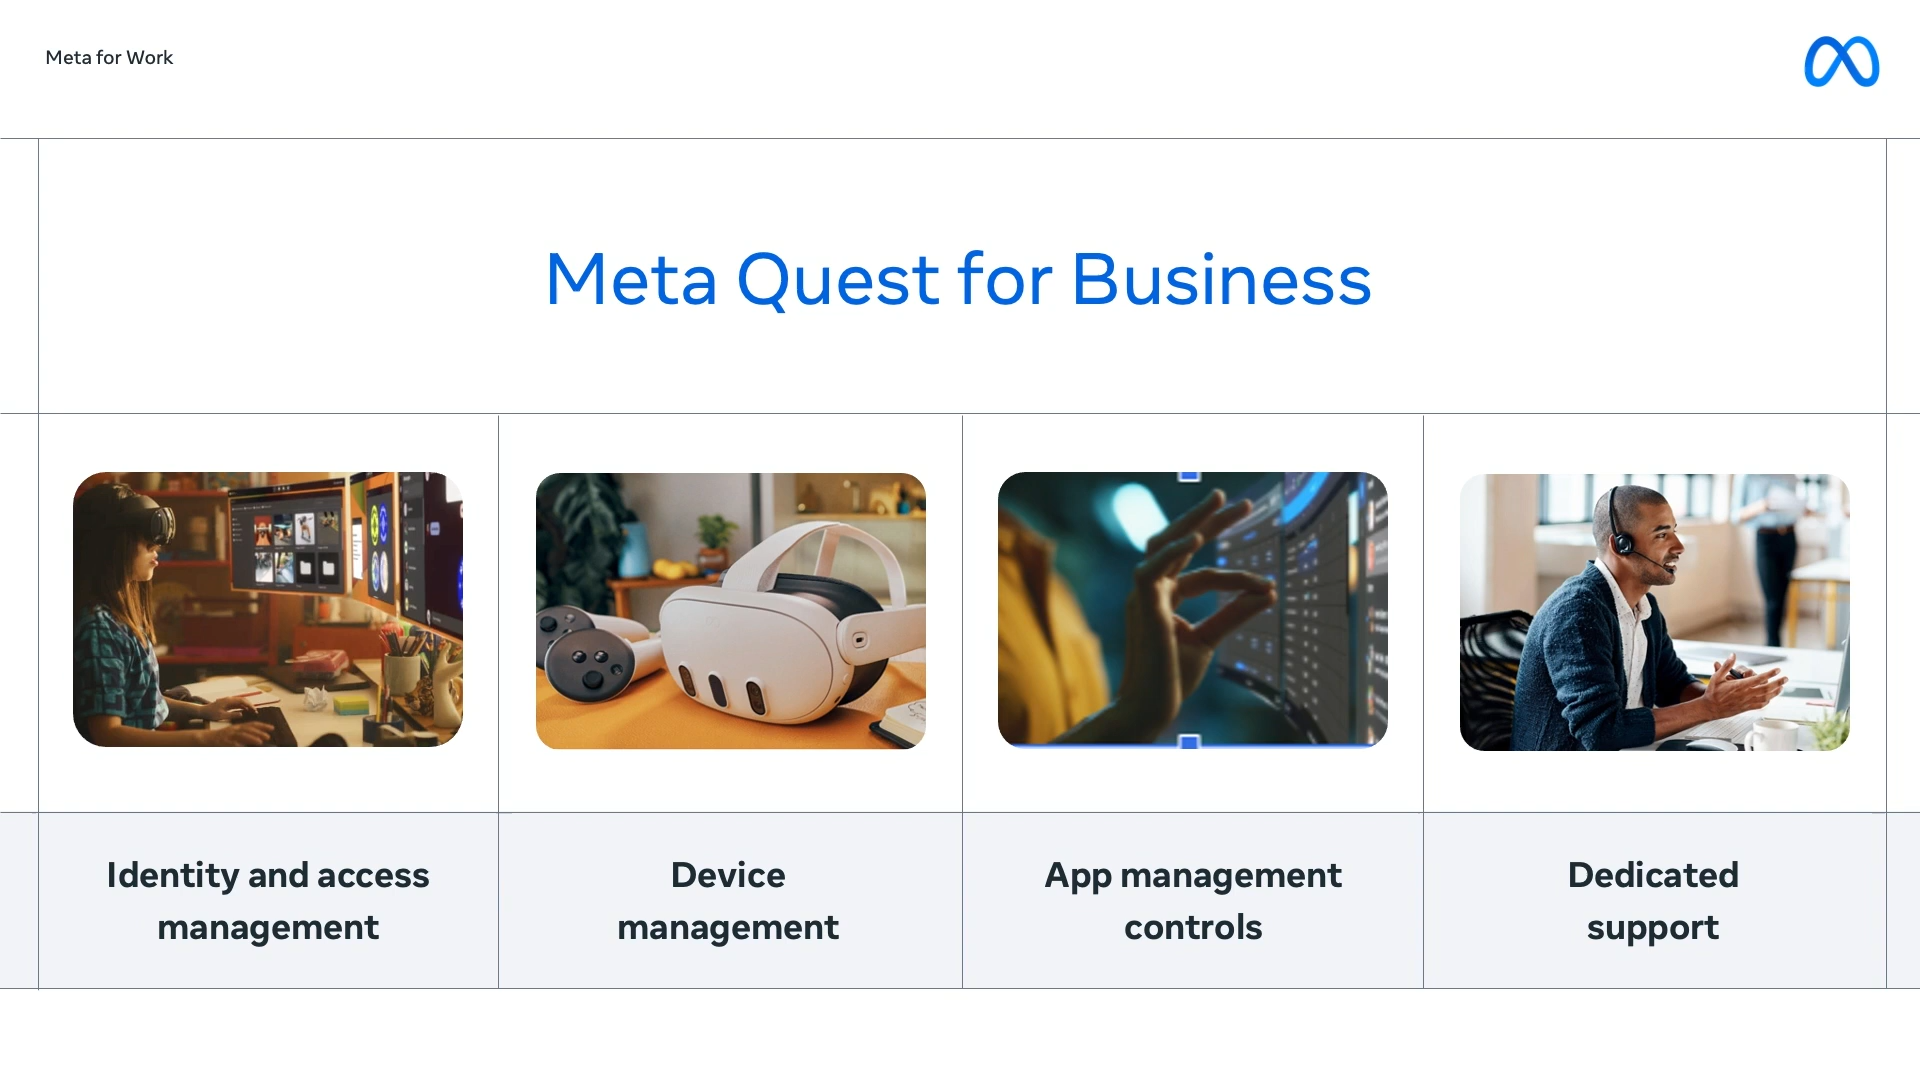 Meta for Work
Meta Quest for Business
Identity and access
management
Device
management
App management
controls
Dedicated
support